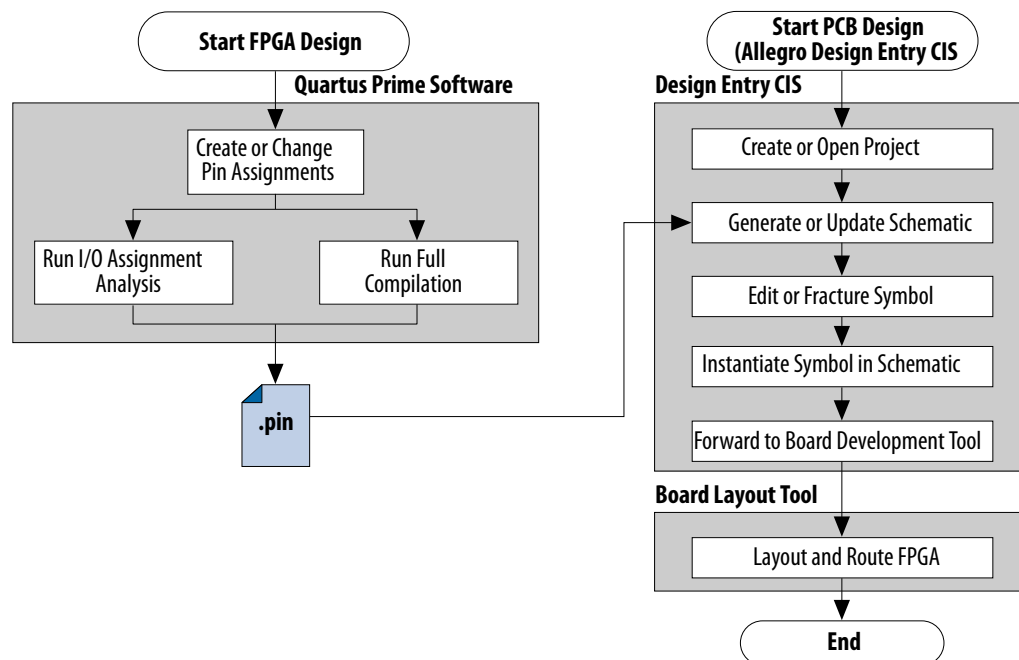 Start FPGA Design
Quartus Prime Software
Create or Change
Pin Assignments
Run I/O Assignment
Analysis
Run Full
Compilation
.pin
Start PCB Design
(Allegro Design Entry CIS
Design Entry CIS
Create or Open Project
Generate or Update Schematic
Edit or Fracture Symbol
Instantiate Symbol in Schematic
Forward to Board Development Tool
Board Layout Tool
Layout and Route FPGA
End